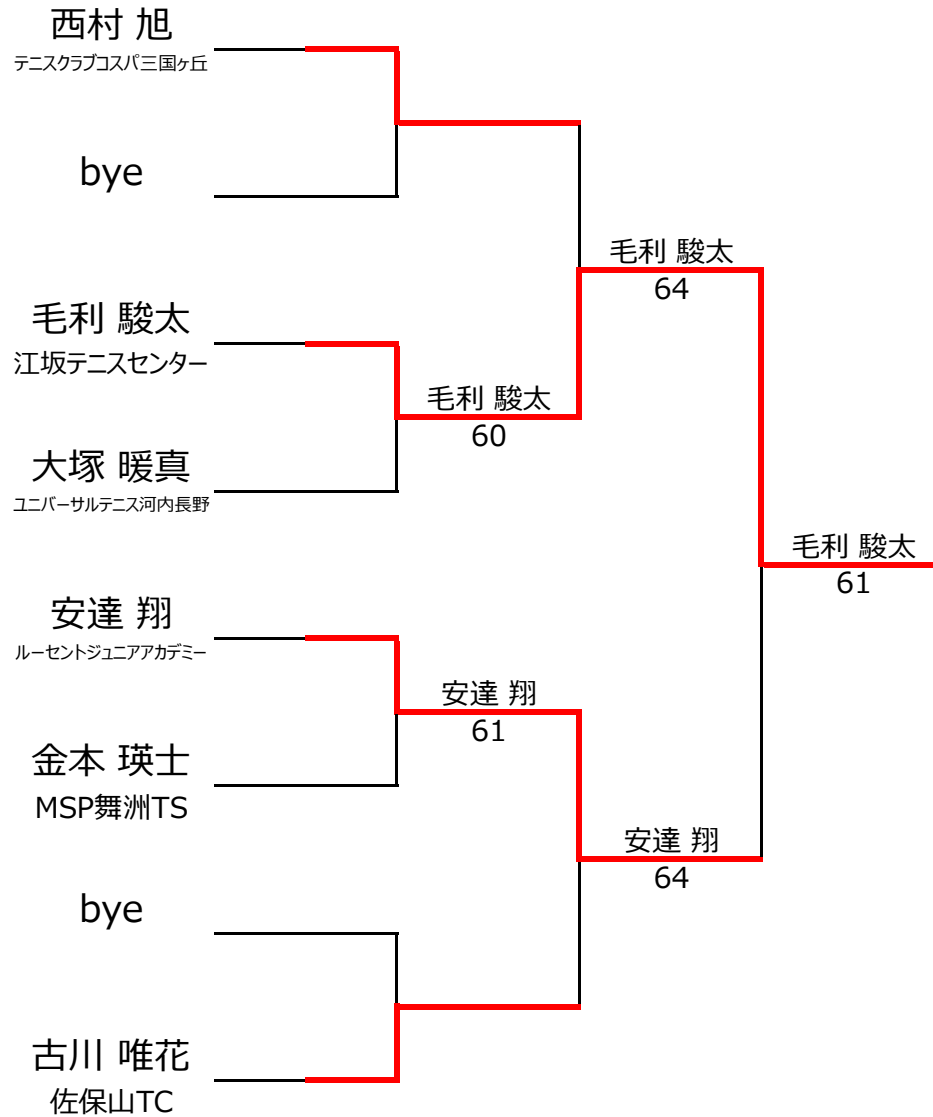 西村 旭
テニスクラブコスパ三国ヶ丘
bye
毛利 駿太
江坂テニスセンター
大塚 暖真
ユニバーサルテニス河内長野
安達 翔
ルーセントジュニアアカデミー
金本 瑛士
MSP舞洲TS
bye
古川 唯花
佐保山TC
毛利 駿太
60
安達 翔
61
毛利 駿太
64
安達 翔
64
毛利 駿太
61